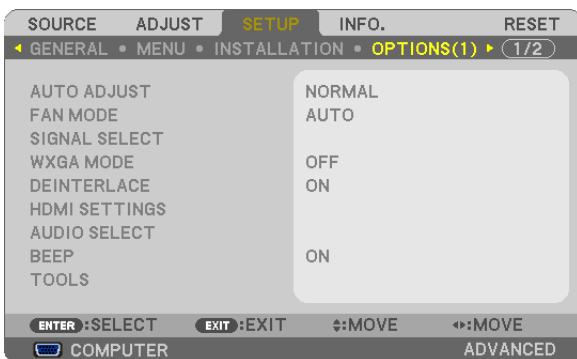 SOURCE ADJUST SETUP INFO. RESET
GENERAL • MENU • INSTALLATION • OPTIONS(1) 1/2
AUTO ADJUST NORMAL
FAN MODE AUTO
SIGNAL SELECT
WXGA MODE OFF
DEINTERLACE ON
HDMI SETTINGS
AUDIO SELECT
BEEP ON
TOOLS
ENTER :SELECT EXIT :EXIT :MOVE :MOVE
COMPUTER ADVANCED